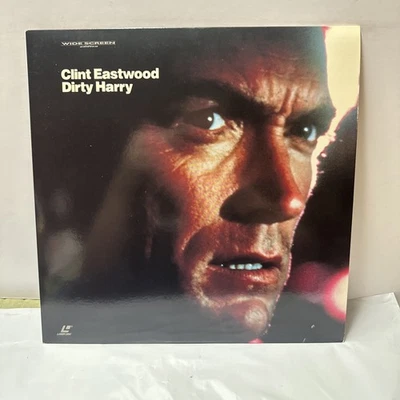 WIDE SCREEN
Clint Eastwood
Dirty Harry